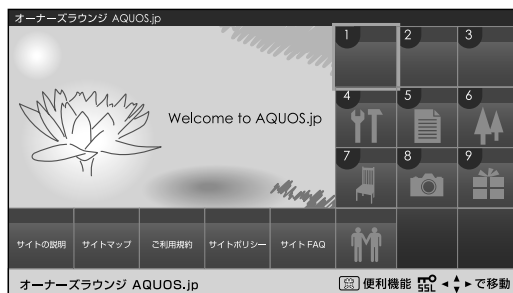 オーナーズラウンジ AQUOS.jp
1 2 3
Welcome to AQUOS.jp
4 5 6
7 8 9
サイトの説明 サイトマップ ご利用規約 サイトポリシー サイト FAQ
オーナーズラウンジ AQUOS.jp 便利機能 SSL で移動